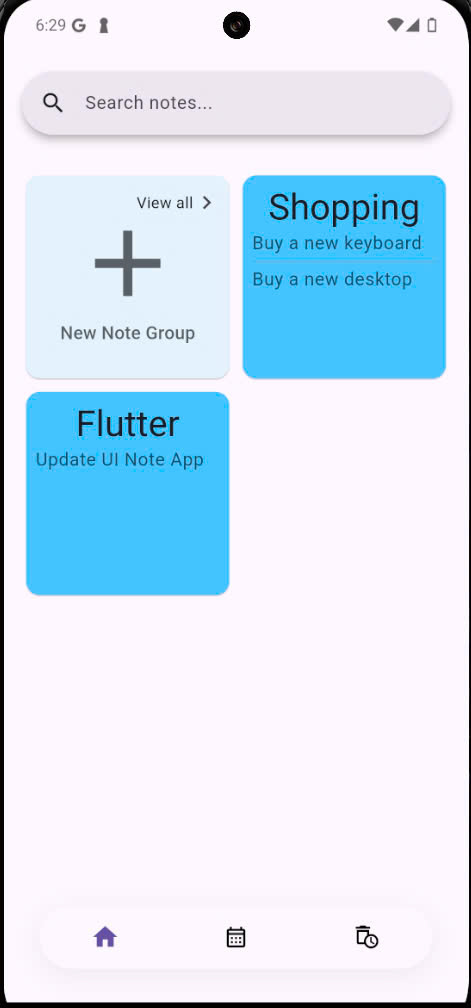 6:29
Search notes...
View all
New Note Group
Shopping
Buy a new keyboard
Buy a new desktop
Flutter
Update UI Note App